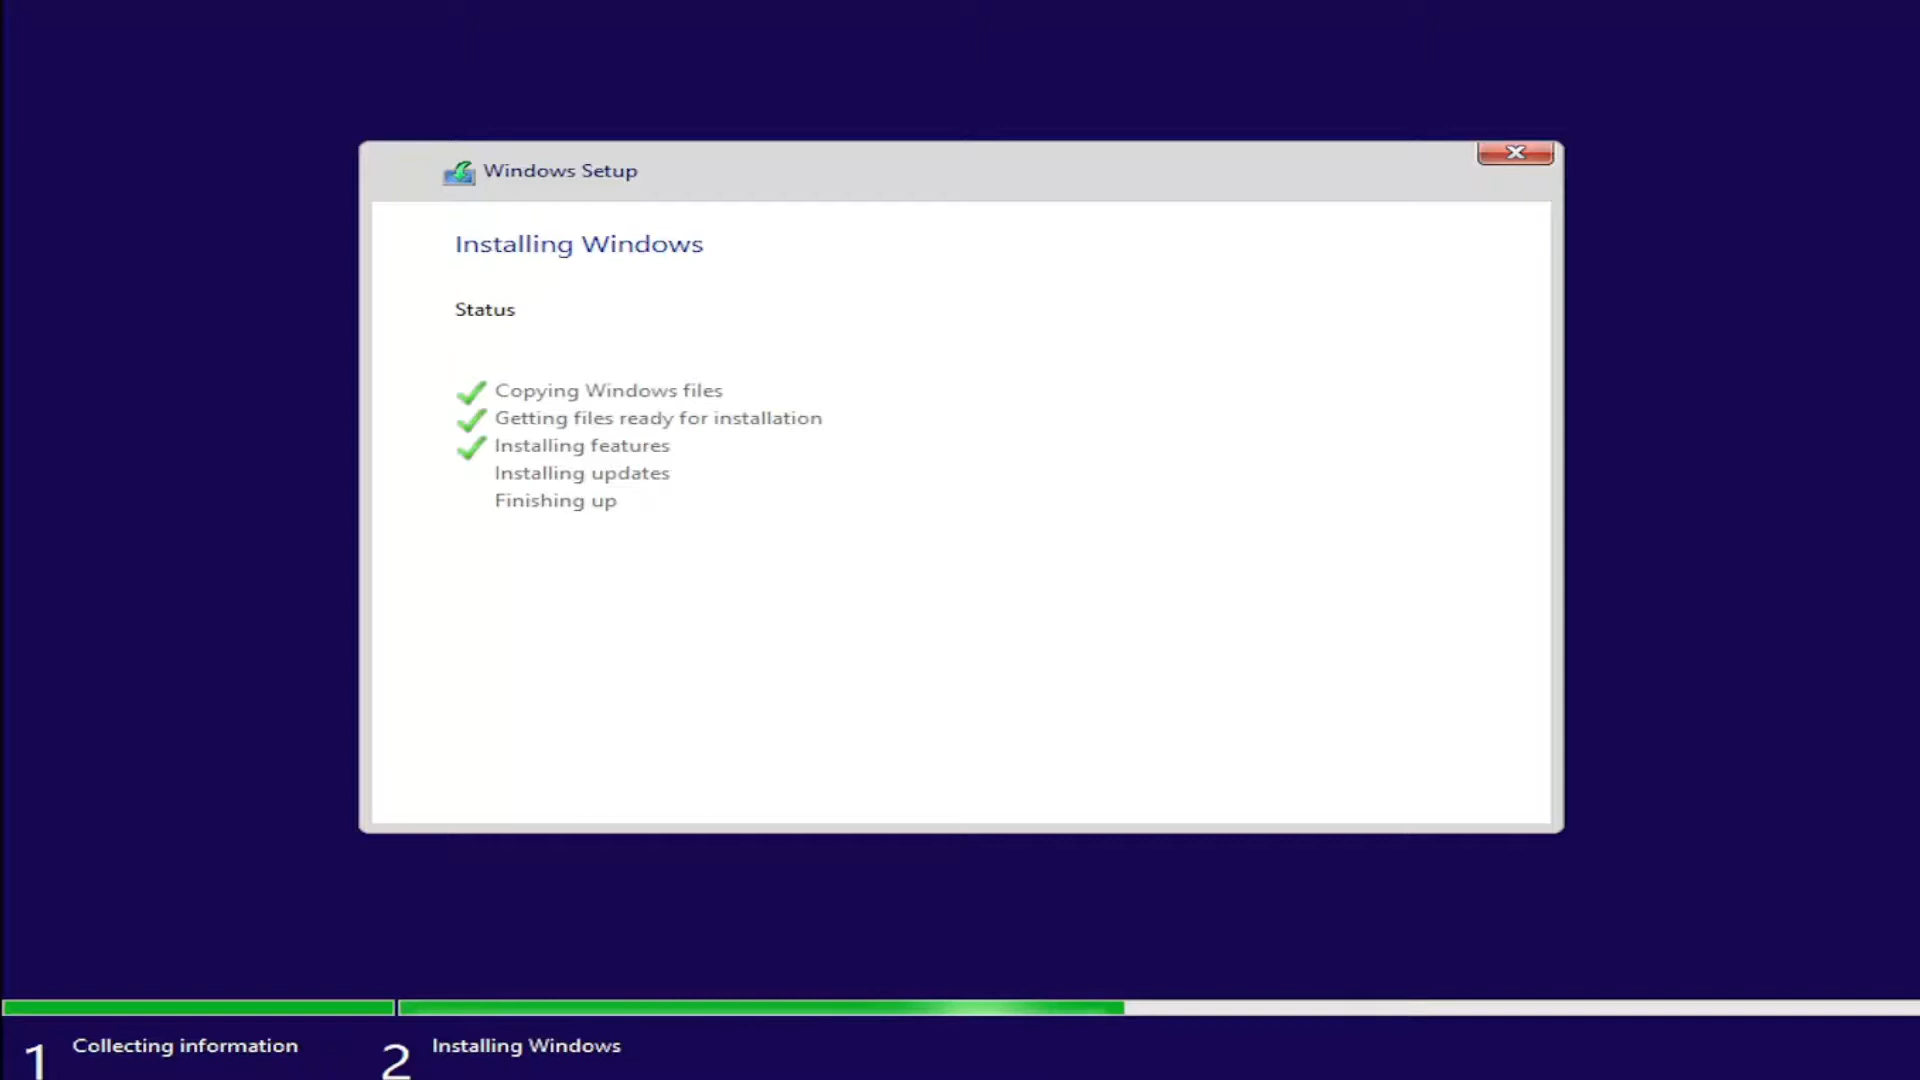 Windows Setup
Installing Windows
Status
Copying Windows files
Getting files ready for installation
Installing features
Installing updates
Finishing up
1 Collecting information
2 Installing Windows